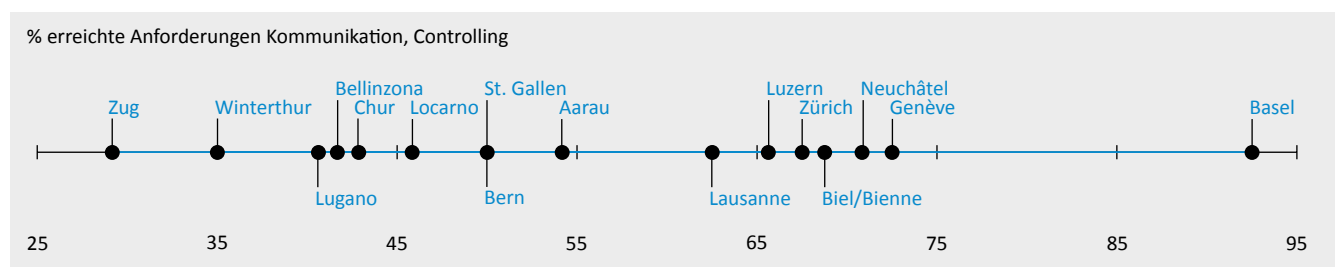 % erreichte Anforderungen Kommunikation, Controlling
Bellinzona St. Gallen Luzern Neuchâtel
Zug Winterthur Chur Locarno Aarau Zürich Genève Basel
Lugano Bern Lausanne Biel/Bienne
25 35 45 55 65 75 85 95